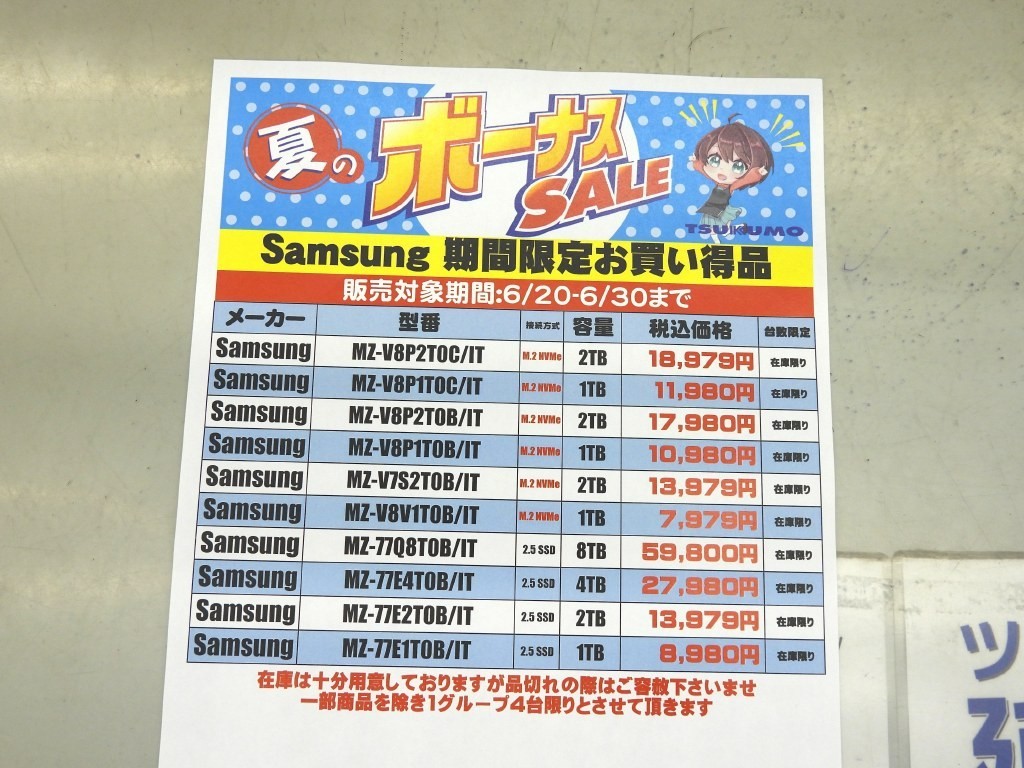 夏の
ボーナス
SALE
TSUKUMO
Samsung 期間限定お買い得品
販売対象期間:6/20-6/30まで
メーカー 型番 接続方式 容量 税込価格 台数限定
Samsung MZ-V8P2T0C/IT M.2 NVMe 2TB 18,979円 在庫限り
Samsung MZ-V8P1T0C/IT M.2 NVMe 1TB 11,980円 在庫限り
Samsung MZ-V8P2T0B/IT M.2 NVMe 2TB 17,980円 在庫限り
Samsung MZ-V8P1T0B/IT M.2 NVMe 1TB 10,980円 在庫限り
Samsung MZ-V7S2T0B/IT M.2 NVMe 2TB 13,979円 在庫限り
Samsung MZ-V8V1T0B/IT M.2 NVMe 1TB 7,979円 在庫限り
Samsung MZ-77Q8T0B/IT 2.5 SSD 8TB 59,800円 在庫限り
Samsung MZ-77E4T0B/IT 2.5 SSD 4TB 27,980円 在庫限り
Samsung MZ-77E2T0B/IT 2.5 SSD 2TB 13,979円 在庫限り
Samsung MZ-77E1T0B/IT 2.5 SSD 1TB 8,980円 在庫限り
在庫は十分用意しておりますが品切れの際はご容赦下さいませ
一部商品を除き1グループ4台限りとさせて頂きます
ツ